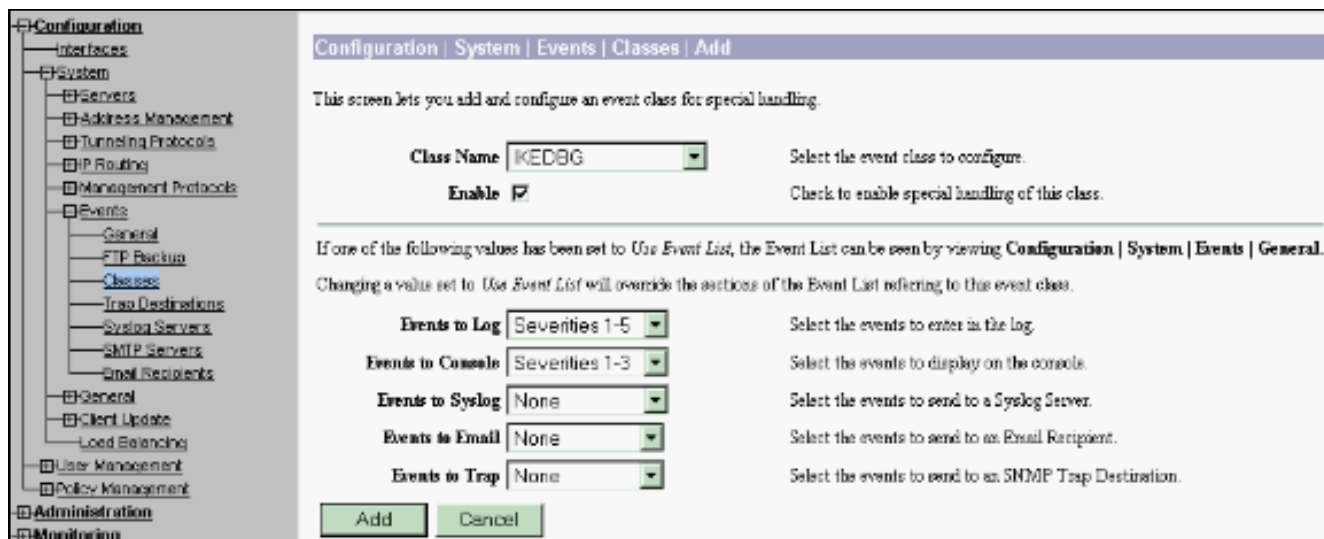 Configuration
Interfaces
System
Servers
Address Management
Tunneling Protocols
IP Routing
Management Protocols
Events
General
FTP Backup
Classes
Trap Destinations
Syslog Servers
SMTP Servers
Email Recipients
General
Client Update
Load Balancing
User Management
Policy Management
Administration
Monitoring
Configuration | System | Events | Classes | Add
This screen lets you add and configure an event class for special handling.
Class Name IKEDBG Select the event class to configure.
Enable Check to enable special handling of this class.
If one of the following values has been set to Use Event List, the Event List can be seen by viewing Configuration | System | Events | General.
Changing a value set to Use Event List will override the sections of the Event List referring to this event class.
Events to Log Severities 1-5 Select the events to enter in the log.
Events to Console Severities 1-3 Select the events to display on the console.
Events to Syslog None Select the events to send to a Syslog Server.
Events to Email None Select the events to send to an Email Recipient.
Events to Trap None Select the events to send to an SNMP Trap Destination.
Add Cancel